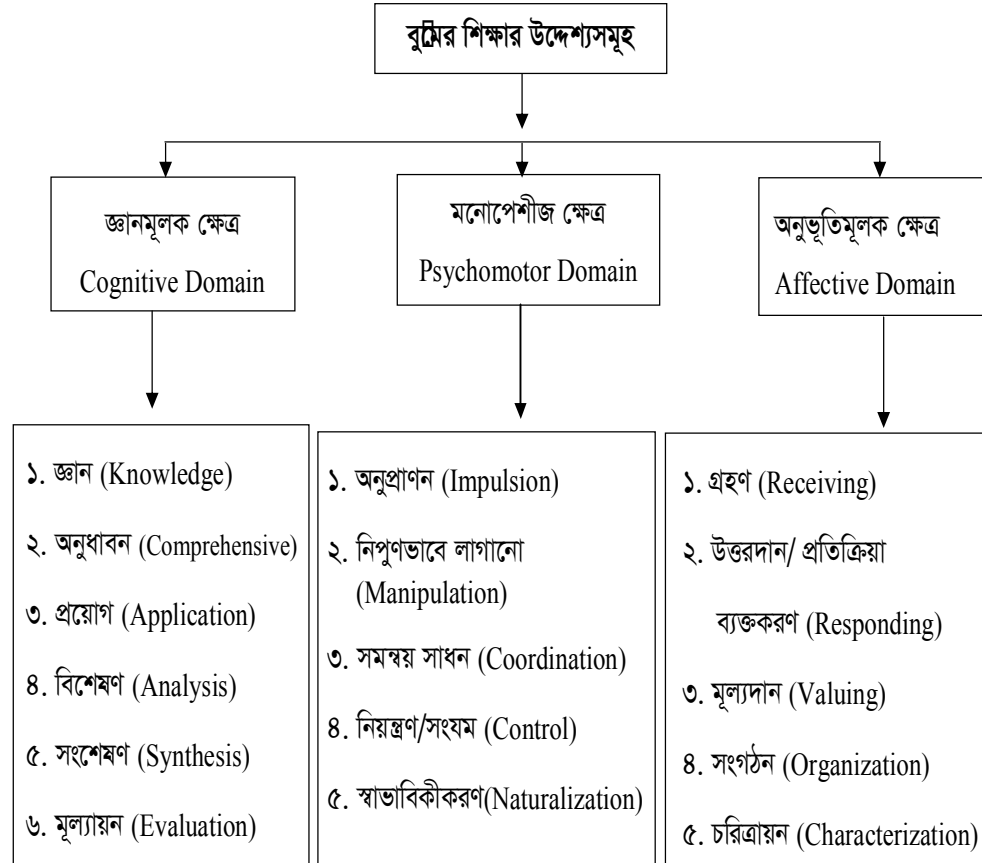 বুমের শিক্ষার উদ্দেশ্যসমূহ
জ্ঞানমূলক ক্ষেত্র
Cognitive Domain
মনোপেশীজ ক্ষেত্র
Psychomotor Domain
অনুভূতিমূলক ক্ষেত্র
Affective Domain
১. জ্ঞান (Knowledge)
২. অনুধাবন (Comprehensive)
৩. প্রয়োগ (Application)
৪. বিশেষণ (Analysis)
৫. সংশেষণ (Synthesis)
৬. মূল্যায়ন (Evaluation)
১. অনুপ্রাণন (Impulsion)
২. নিপুণভাবে লাগানো
(Manipulation)
৩. সমন্বয় সাধন (Coordination)
৪. নিয়ন্ত্রণ/সংযম (Control)
৫. স্বাভাবিকীকরণ(Naturalization)
১. গ্রহণ (Receiving)
২. উত্তরদান/ প্রতিক্রিয়া
ব্যক্তকরণ (Responding)
৩. মূল্যদান (Valuing)
৪. সংগঠন (Organization)
৫. চরিত্রায়ন (Characterization)